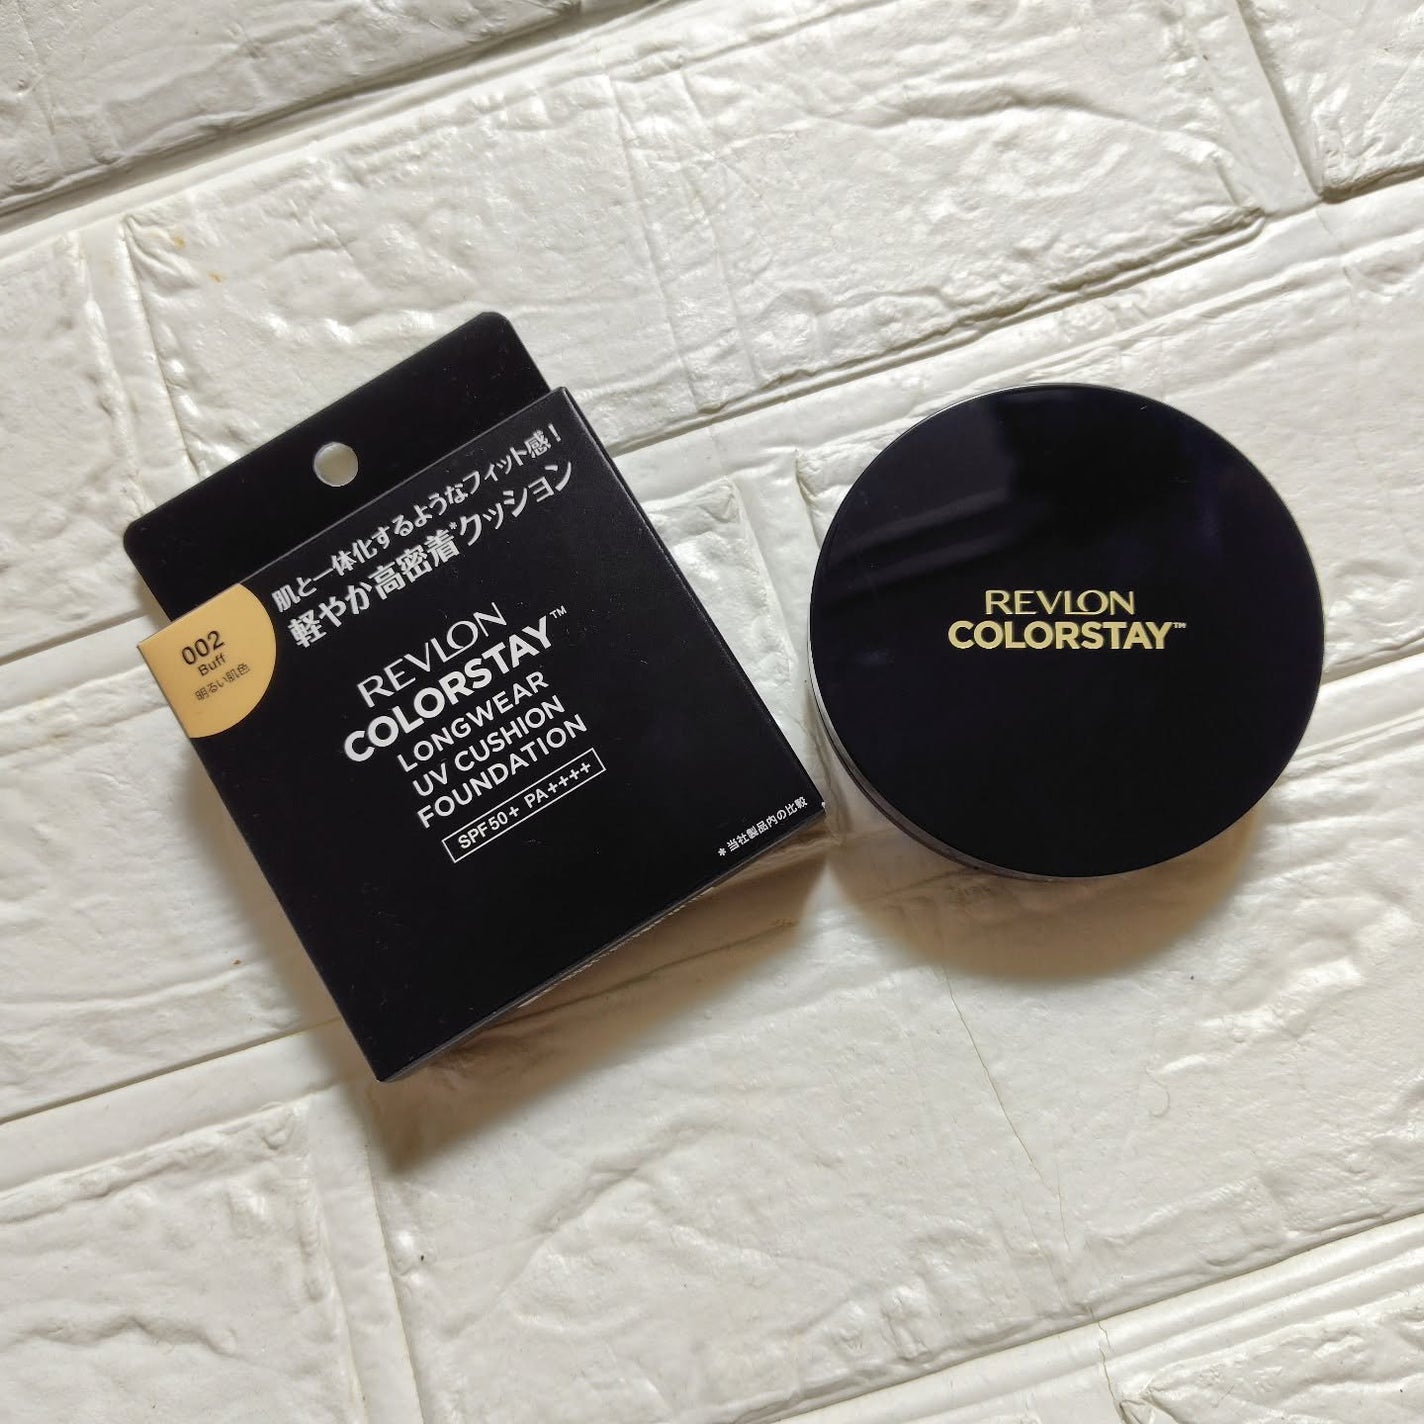 肌と一体化するようなフィット感!
軽やか高密着*クッション
002
Buff
明るい肌色
REVLON
COLORSTAY™
LONGWEAR
UV CUSHION
FOUNDATION
SPF50+ PA++++
*当社製品内の比較
REVLON
COLORSTAY™